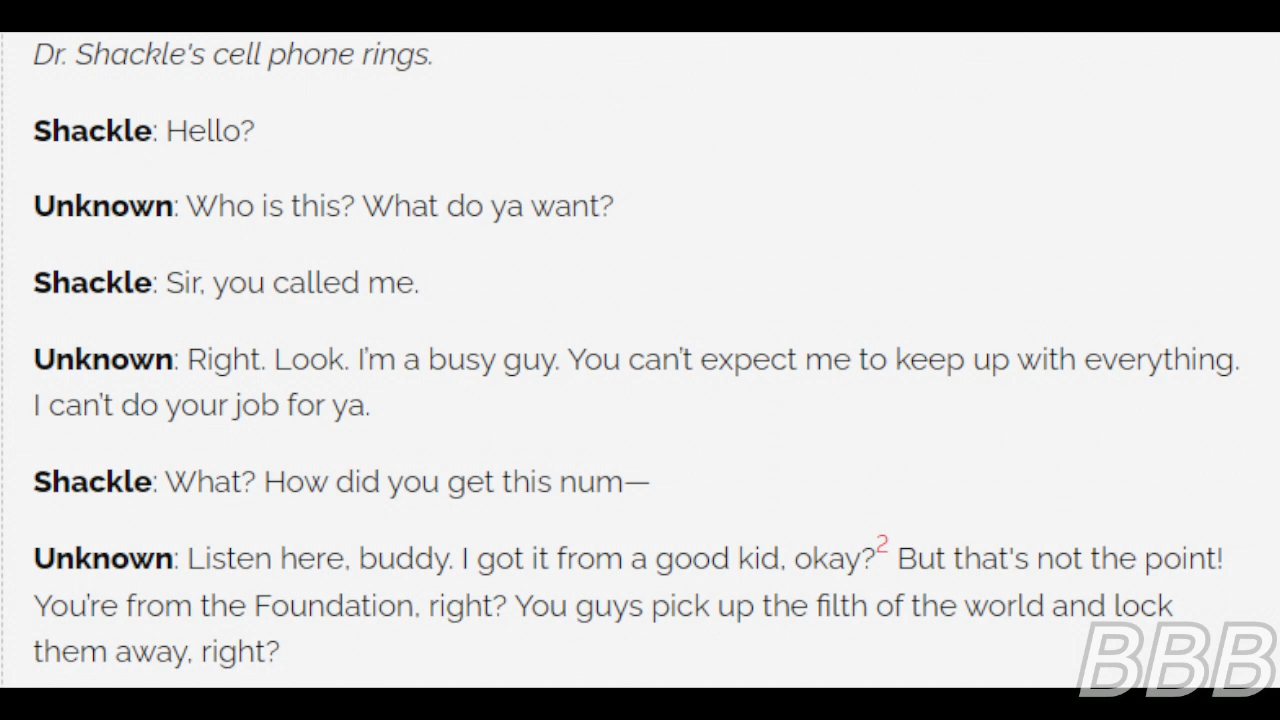 Dr. Shackle's cell phone rings.
Shackle: Hello?
Unknown: Who is this? What do ya want?
Shackle: Sir, you called me.
Unknown: Right. Look. I'm a busy guy. You can't expect me to keep up with everything.
I can't do your job for ya.
Shackle: What? How did you get this num—
Unknown: Listen here, buddy. I got it from a good kid, okay?2 But that's not the point!
You're from the Foundation, right? You guys pick up the filth of the world and lock
them away, right?
BBB